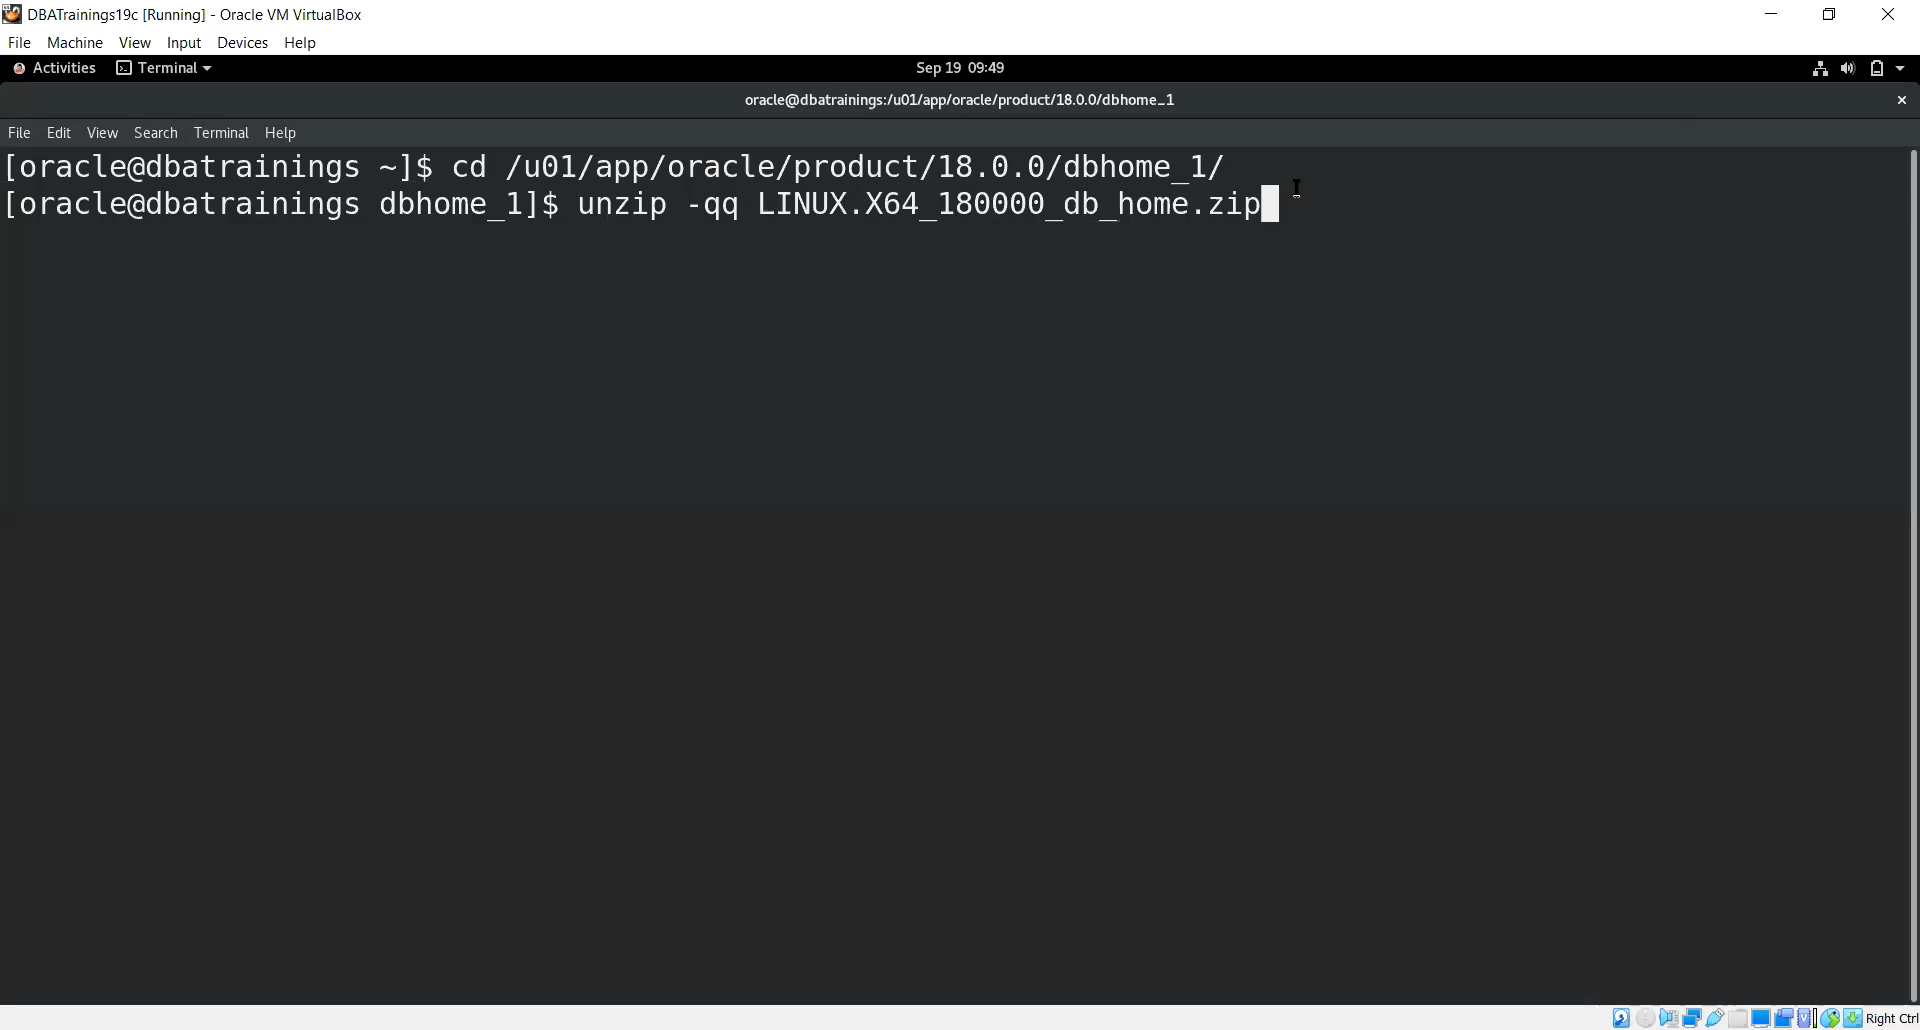 DBATrainings19c [Running] - Oracle VM VirtualBox
File Machine View Input Devices Help
Activities Terminal Sep 19 09:49
oracle@dbatrainings:/u01/app/oracle/product/18.0.0/dbhome_1
File Edit View Search Terminal Help
[oracle@dbatrainings ~]$ cd /u01/app/oracle/product/18.0.0/dbhome_1/
[oracle@dbatrainings dbhome_1]$ unzip -qq LINUX.X64_180000_db_home.zip
Right Ctrl